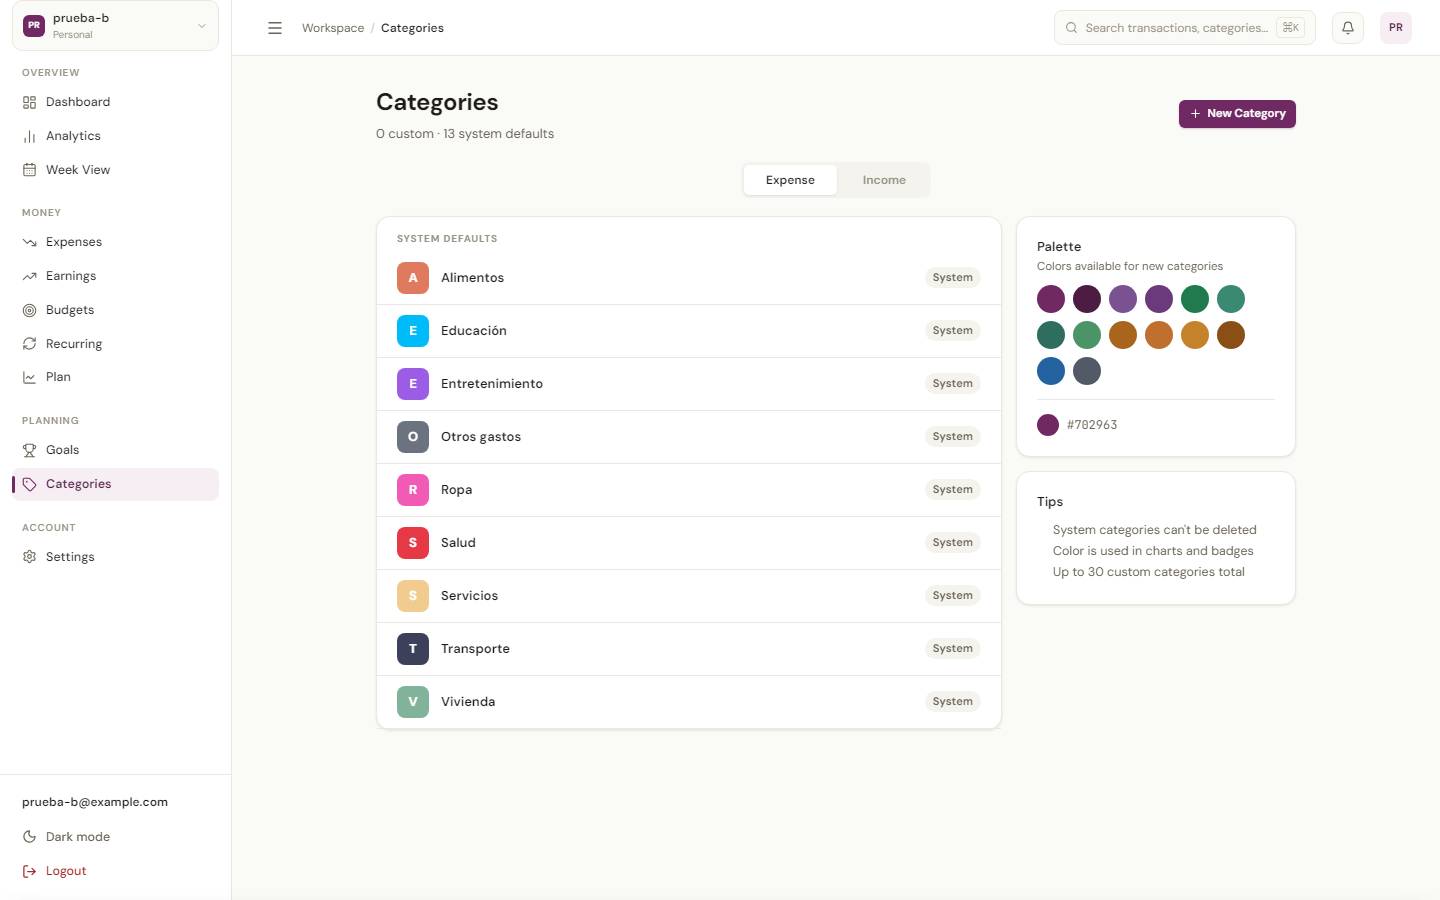 PR
prueba-b
Personal
OVERVIEW
Dashboard
Analytics
Week View
MONEY
Expenses
Earnings
Budgets
Recurring
Plan
PLANNING
Goals
Categories
ACCOUNT
Settings
prueba-b@example.com
Dark mode
Logout
Workspace / Categories
Search transactions, categories... ⌘K
PR
Categories
0 custom · 13 system defaults
+ New Category
Expense Income
SYSTEM DEFAULTS
A Alimentos System
E Educación System
E Entretenimiento System
O Otros gastos System
R Ropa System
S Salud System
S Servicios System
T Transporte System
V Vivienda System
Palette
Colors available for new categories
#702963
Tips
System categories can't be deleted
Color is used in charts and badges
Up to 30 custom categories total